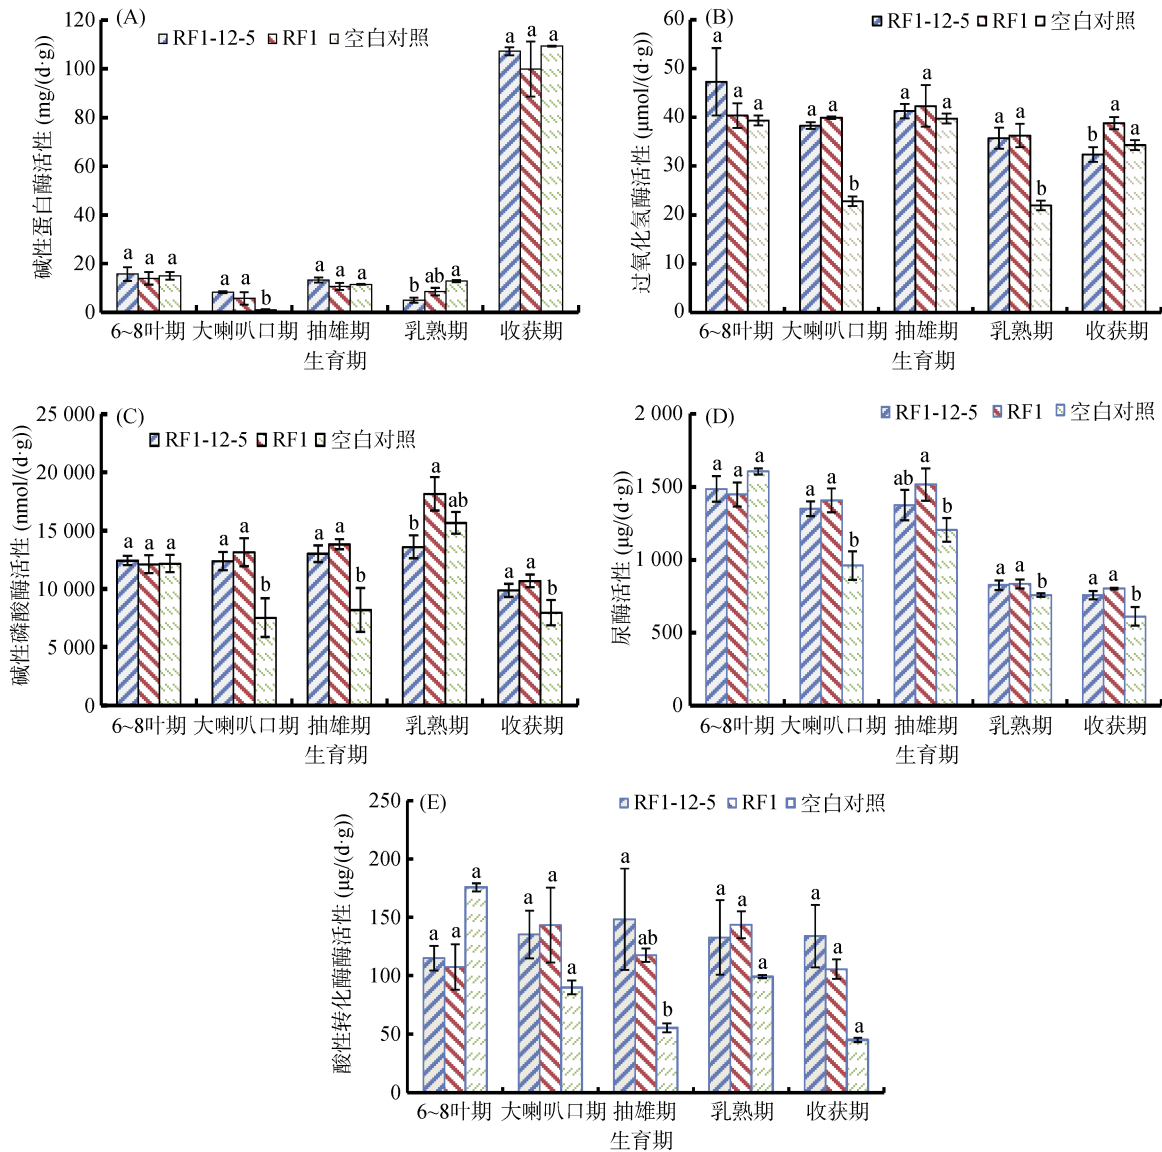 (A)
RF1-12-5 RF1 空白对照
碱性蛋白酶活性 (mg/(d·g))
120
100
80
60
40
20
0
a a a
a a a
a a a
b ab a
a a a
6~8叶期 大喇叭口期 抽雄期 乳熟期 收获期
生育期
(B)
RF1-12-5 RF1 空白对照
过氧化氢酶活性 (μmol/(d·g))
60
50
40
30
20
10
0
a a a
a a b
a a a
a a b
b a a
6~8叶期 大喇叭口期 抽雄期 乳熟期 收获期
生育期
(C)
RF1-12-5 RF1 空白对照
碱性磷酸酶活性 (nmol/(d·g))
25 000
20 000
15 000
10 000
5 000
0
a a a
a a b
a a b
b a ab
a a b
6~8叶期 大喇叭口期 抽雄期 乳熟期 收获期
生育期
(D)
RF1-12-5 RF1 空白对照
尿酶活性 (μg/(d·g))
2 000
1 500
1 000
500
0
a a a
a a b
ab a b
a a b
a a b
6~8叶期 大喇叭口期 抽雄期 乳熟期 收获期
生育期
(E)
RF1-12-5 RF1 空白对照
酸性转化酶酶活性 (μg/(d·g))
250
200
150
100
50
0
a a a
a a a
a ab b
a a a
a a a
6~8叶期 大喇叭口期 抽雄期 乳熟期 收获期
生育期